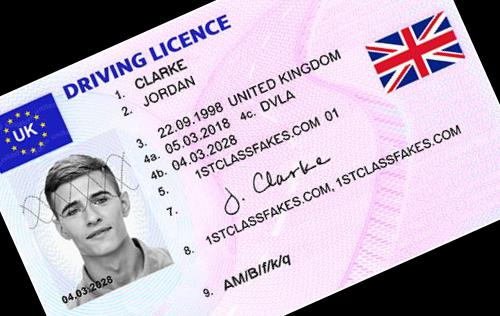 DRIVING LICENCE
UK
1. CLARKE
2. JORDAN
3. 22.09.1998 UNITED KINGDOM
4a. 05.03.2018 4c. DVLA
4b. 04.03.2028
5. 1STCLASSFAKES.COM 01
7. J. Clarke
8. 1STCLASSFAKES.COM, 1STCLASSFAKES.COM
04.03.2028
9. AM/B/f/k/q